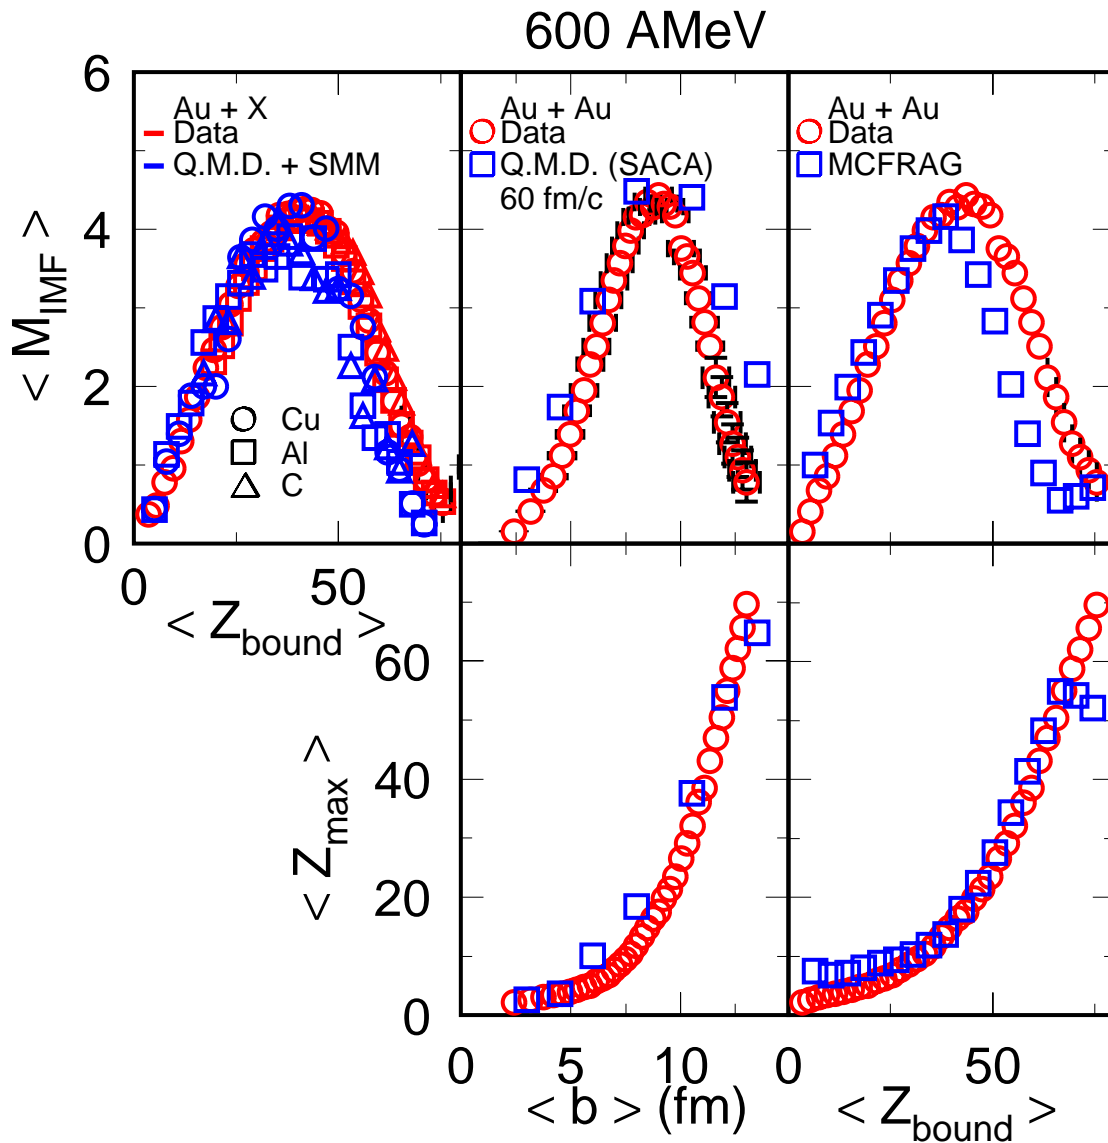 600 AMeV
6
4
2
0
< M_IMF >
Au + X
Data
Q.M.D. + SMM
Cu
Al
C
0 50
< Z_bound >
Au + Au
Data
Q.M.D. (SACA)
60 fm/c
Au + Au
Data
MCFRAG
60
40
20
0
< Z_max >
0 5 10
< b > (fm)
0 50
< Z_bound >